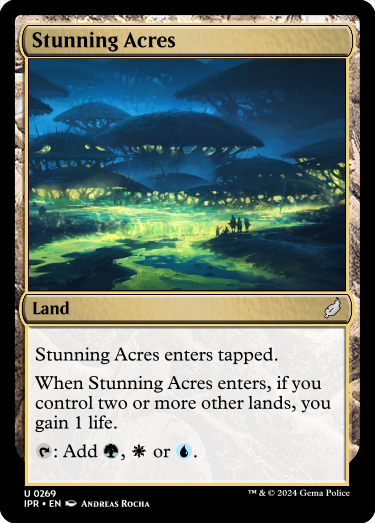 Stunning Acres
Land
Stunning Acres enters tapped.
When Stunning Acres enters, if you
control two or more other lands, you
gain 1 life.
: Add , or .
U 0269
IPR • EN Andreas Rocha
™ & © 2024 Gema Police